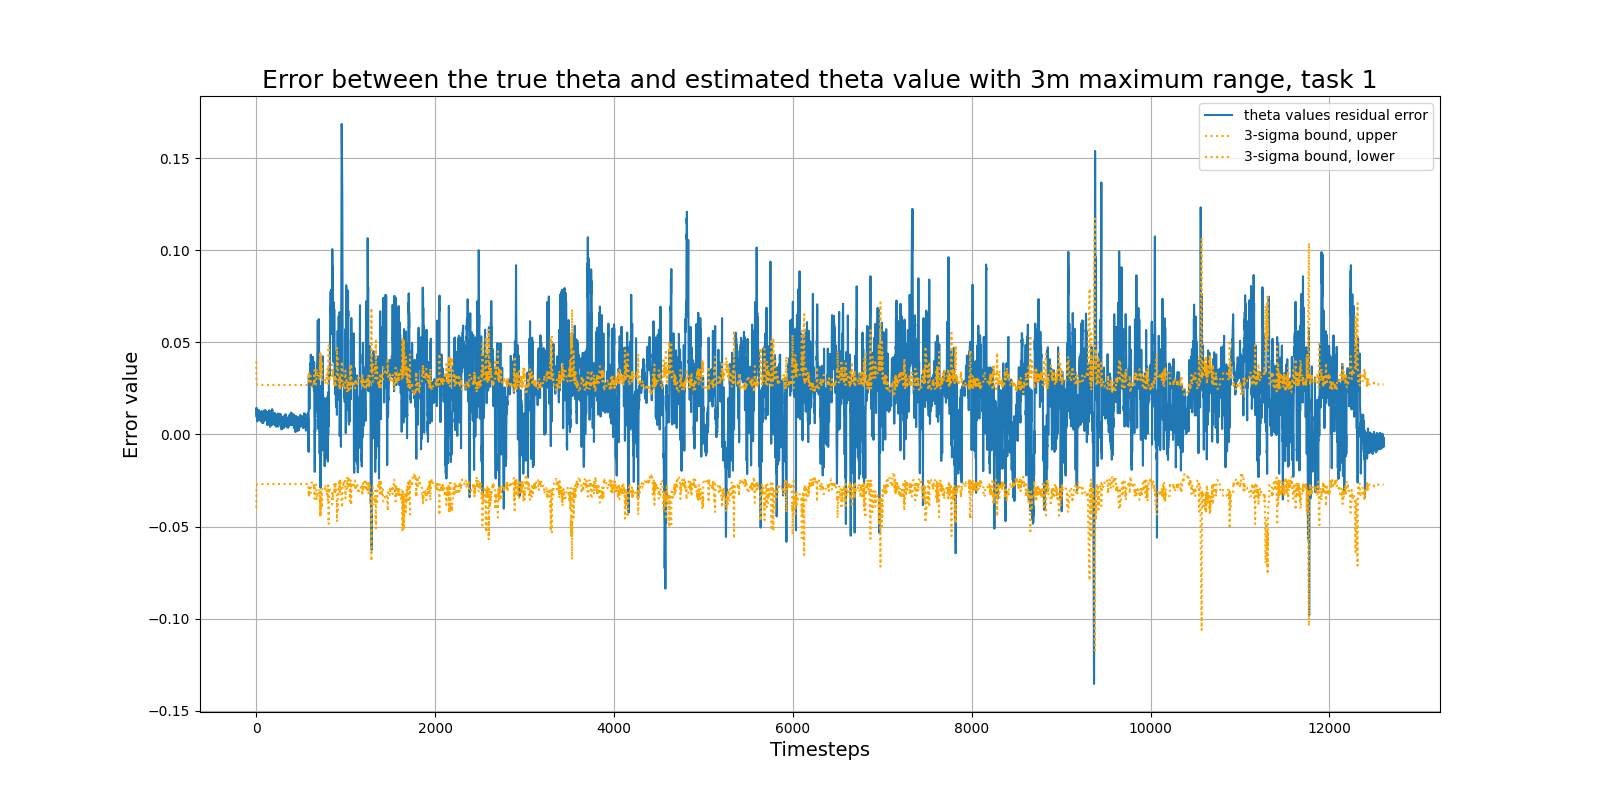 Error between the true theta and estimated theta value with 3m maximum range, task 1
theta values residual error
3-sigma bound, upper
3-sigma bound, lower
Error value
0.15
0.10
0.05
0.00
−0.05
−0.10
−0.15
0 2000 4000 6000 8000 10000 12000
Timesteps